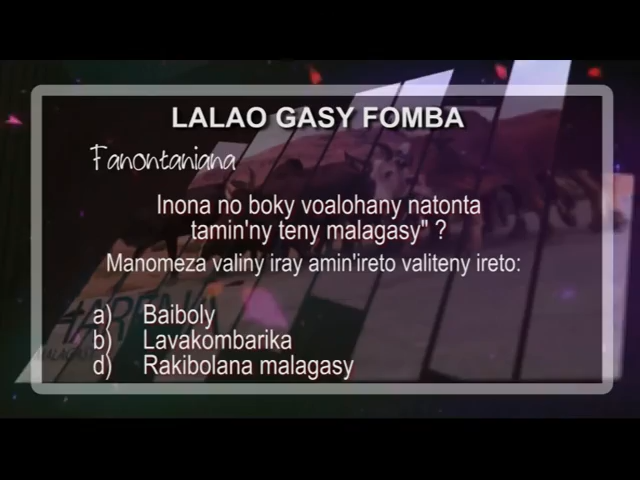 LALAO GASY FOMBA
Fanontaniana
Inona no boky voalohany natonta
tamin'ny teny malagasy" ?
Manomeza valiny iray amin'ireto valiteny ireto:
a) Baiboly
b) Lavakombarika
d) Rakibolana malagasy